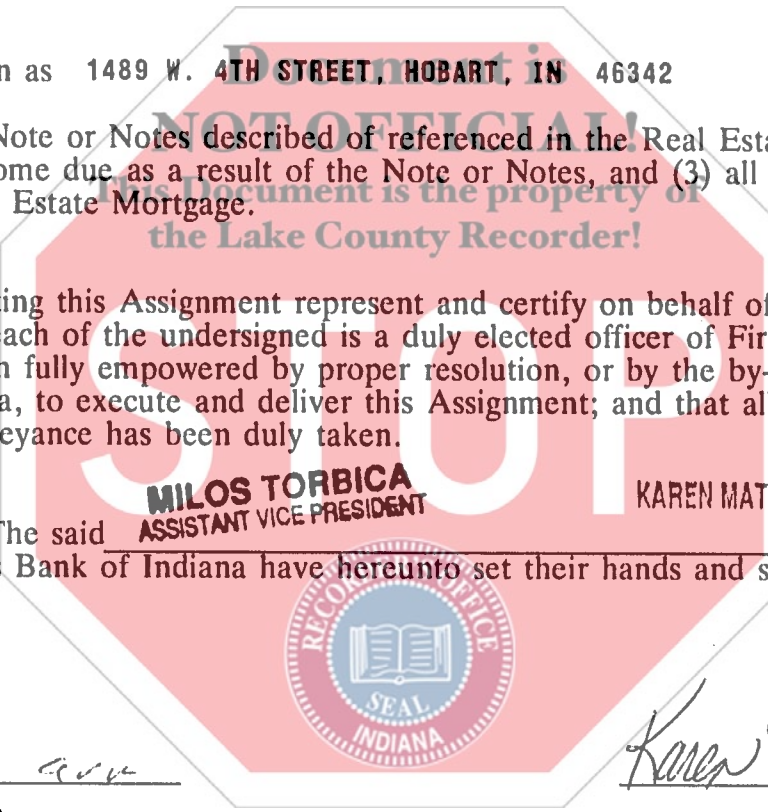 n as 1489 W. 4TH STREET, HOBART, IN 46342
Document is
NOT OFFICIAL!
Note or Notes described of referenced in the Real Esta
ome due as a result of the Note or Notes, and (3) all
This Document is the property of
Estate Mortgage.
the Lake County Recorder!
ting this Assignment represent and certify on behalf of
ach of the undersigned is a duly elected officer of Fir
n fully empowered by proper resolution, or by the by-
a, to execute and deliver this Assignment; and that al
eyance has been duly taken.
STOP
MILOS TORBICA
ASSISTANT VICE PRESIDENT
KAREN MAT
The said
s Bank of Indiana have hereunto set their hands and s
RECORDER'S OFFICE
SEAL
INDIANA
Karen